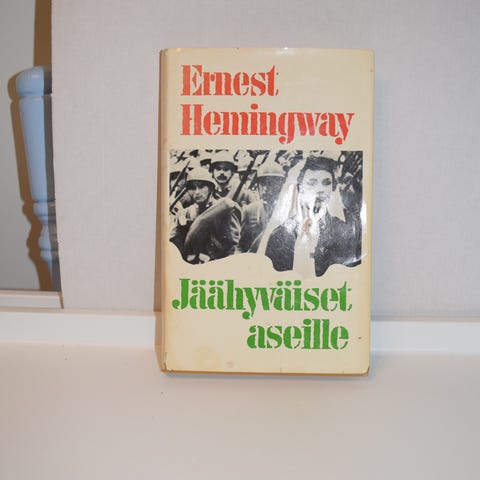 Ernest
Hemingway
Jäähyväiset
aseille